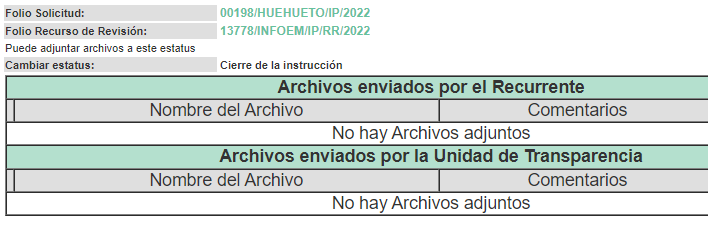 Folio Solicitud: 00198/HUEHUETO/IP/2022
Folio Recurso de Revisión: 13778/INFOEM/IP/RR/2022
Puede adjuntar archivos a este estatus
Cambiar estatus: Cierre de la instrucción
Archivos enviados por el Recurrente
Nombre del Archivo Comentarios
No hay Archivos adjuntos
Archivos enviados por la Unidad de Transparencia
Nombre del Archivo Comentarios
No hay Archivos adjuntos